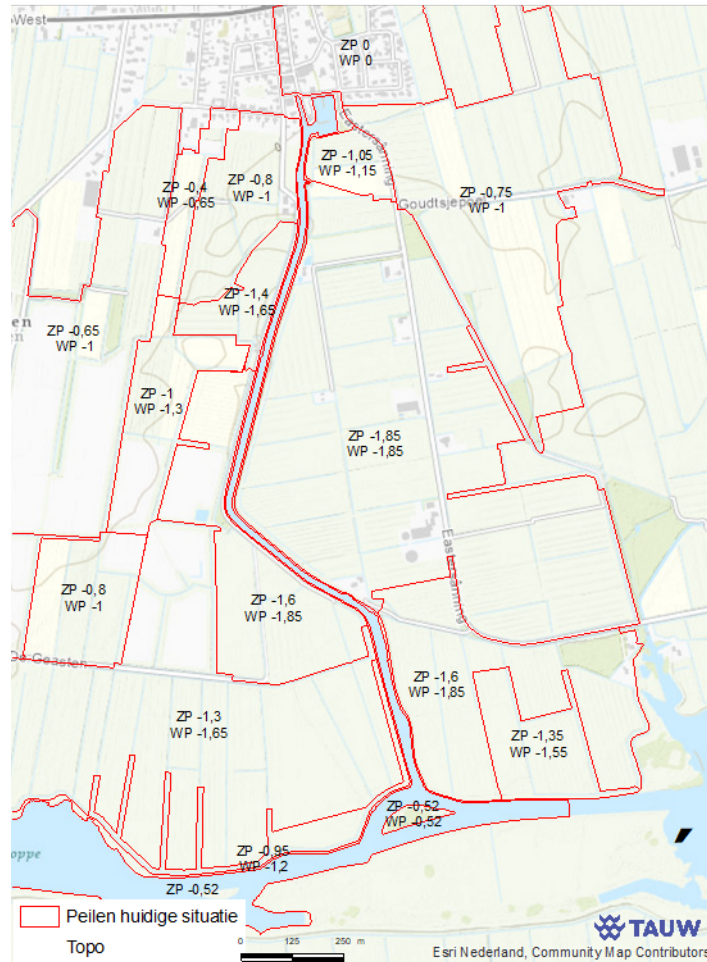 West
ZP 0
WP 0
Eastersânning
ZP -1,05
WP -1,15
ZP -0,4
WP -0,65
ZP -0,8
WP -1
ZP -0,75
WP -1
Goudtsjepoel
ZP -1,4
WP -1,65
en
ZP -0,65
WP -1
ZP -1
WP -1,3
ZP -1,85
WP -1,85
Eastersânning
ZP -0,8
WP -1
ZP -1,6
WP -1,85
De Geasten
ZP -1,6
WP -1,85
ZP -1,3
WP -1,65
ZP -1,35
WP -1,55
ZP -0,52
WP -0,52
ZP -0,95
WP -1,2
oppe
ZP -0,52
Peilen huidige situatie
Topo
0 125 250 m
TAUW
Esri Nederland, Community Map Contributors